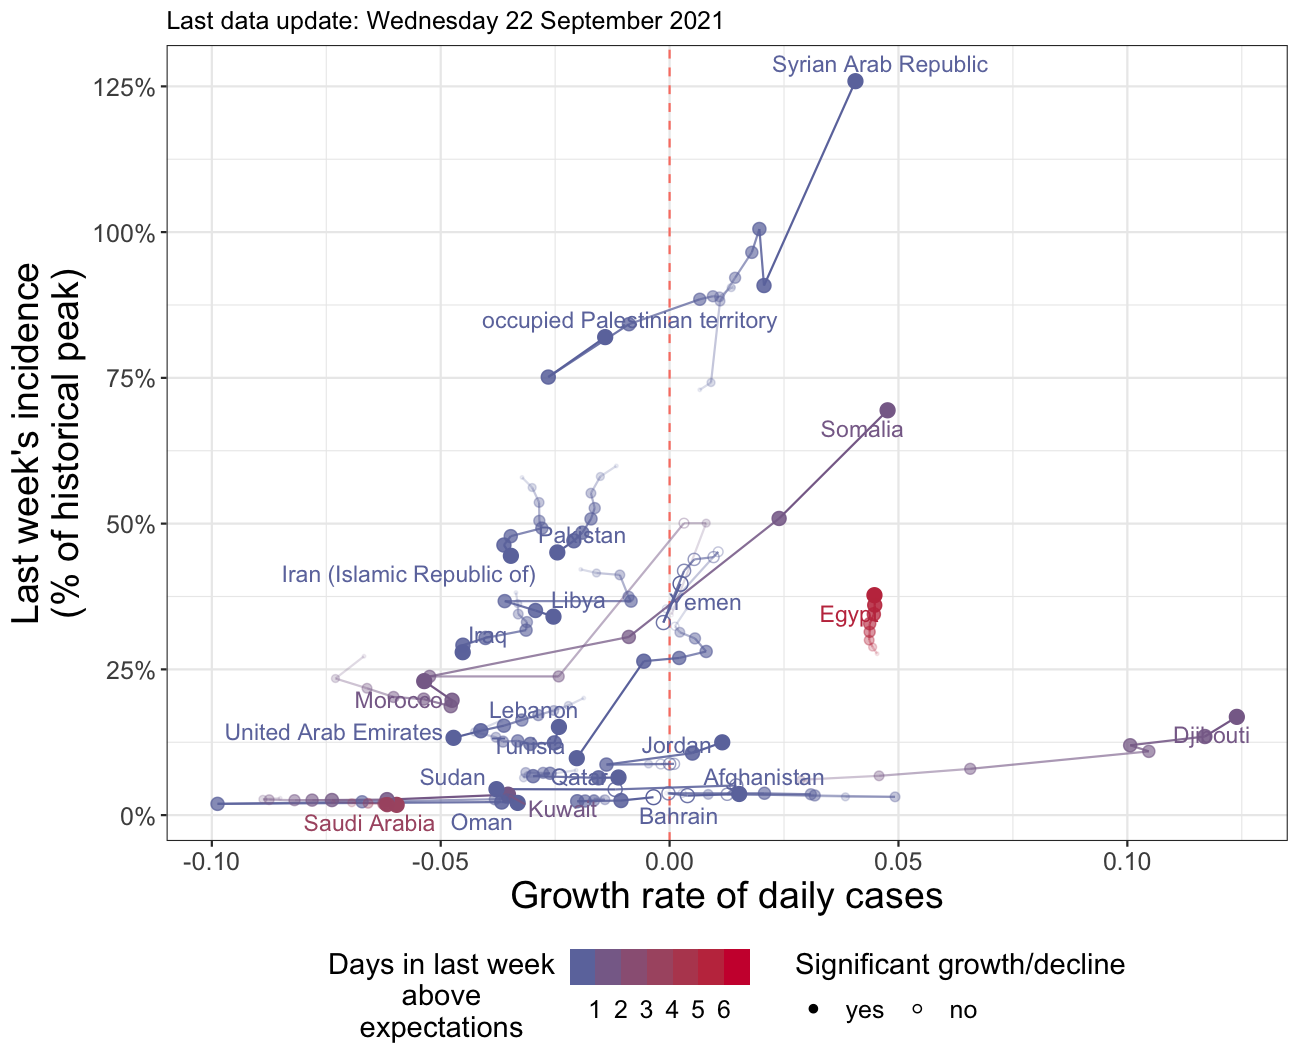 Last data update: Wednesday 22 September 2021
Last week's incidence
(% of historical peak)
125%
100%
75%
50%
25%
0%
Syrian Arab Republic
occupied Palestinian territory
Somalia
Pakistan
Iran (Islamic Republic of)
Libya
Yemen
Egypt
Iraq
Morocco
Lebanon
United Arab Emirates
Tunisia
Jordan
Djibouti
Sudan
Qatar
Afghanistan
Kuwait
Saudi Arabia
Oman
Bahrain
-0.10
-0.05
0.00
0.05
0.10
Growth rate of daily cases
Days in last week
above
expectations
1 2 3 4 5 6
Significant growth/decline
yes
no